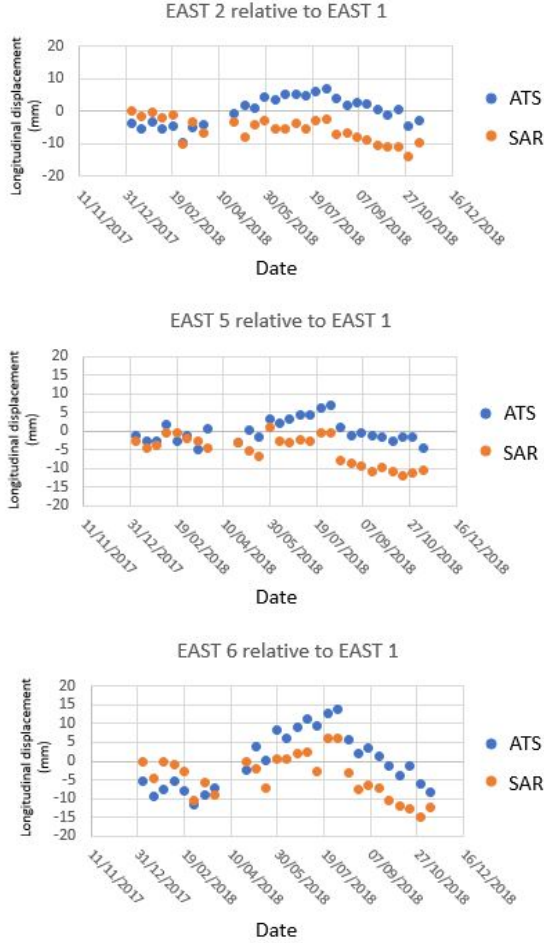 EAST 2 relative to EAST 1
Longitudinal displacement
(mm)
20
10
0
-10
-20
11/11/2017
31/12/2017
19/02/2018
10/04/2018
30/05/2018
19/07/2018
07/09/2018
27/10/2018
16/12/2018
ATS
SAR
Date
EAST 5 relative to EAST 1
Longitudinal displacement
(mm)
20
15
10
5
0
-5
-10
-15
-20
11/11/2017
31/12/2017
19/02/2018
10/04/2018
30/05/2018
19/07/2018
07/09/2018
27/10/2018
16/12/2018
ATS
SAR
Date
EAST 6 relative to EAST 1
Longitudinal displacement
(mm)
20
15
10
5
0
-5
-10
-15
-20
11/11/2017
31/12/2017
19/02/2018
10/04/2018
30/05/2018
19/07/2018
07/09/2018
27/10/2018
16/12/2018
ATS
SAR
Date